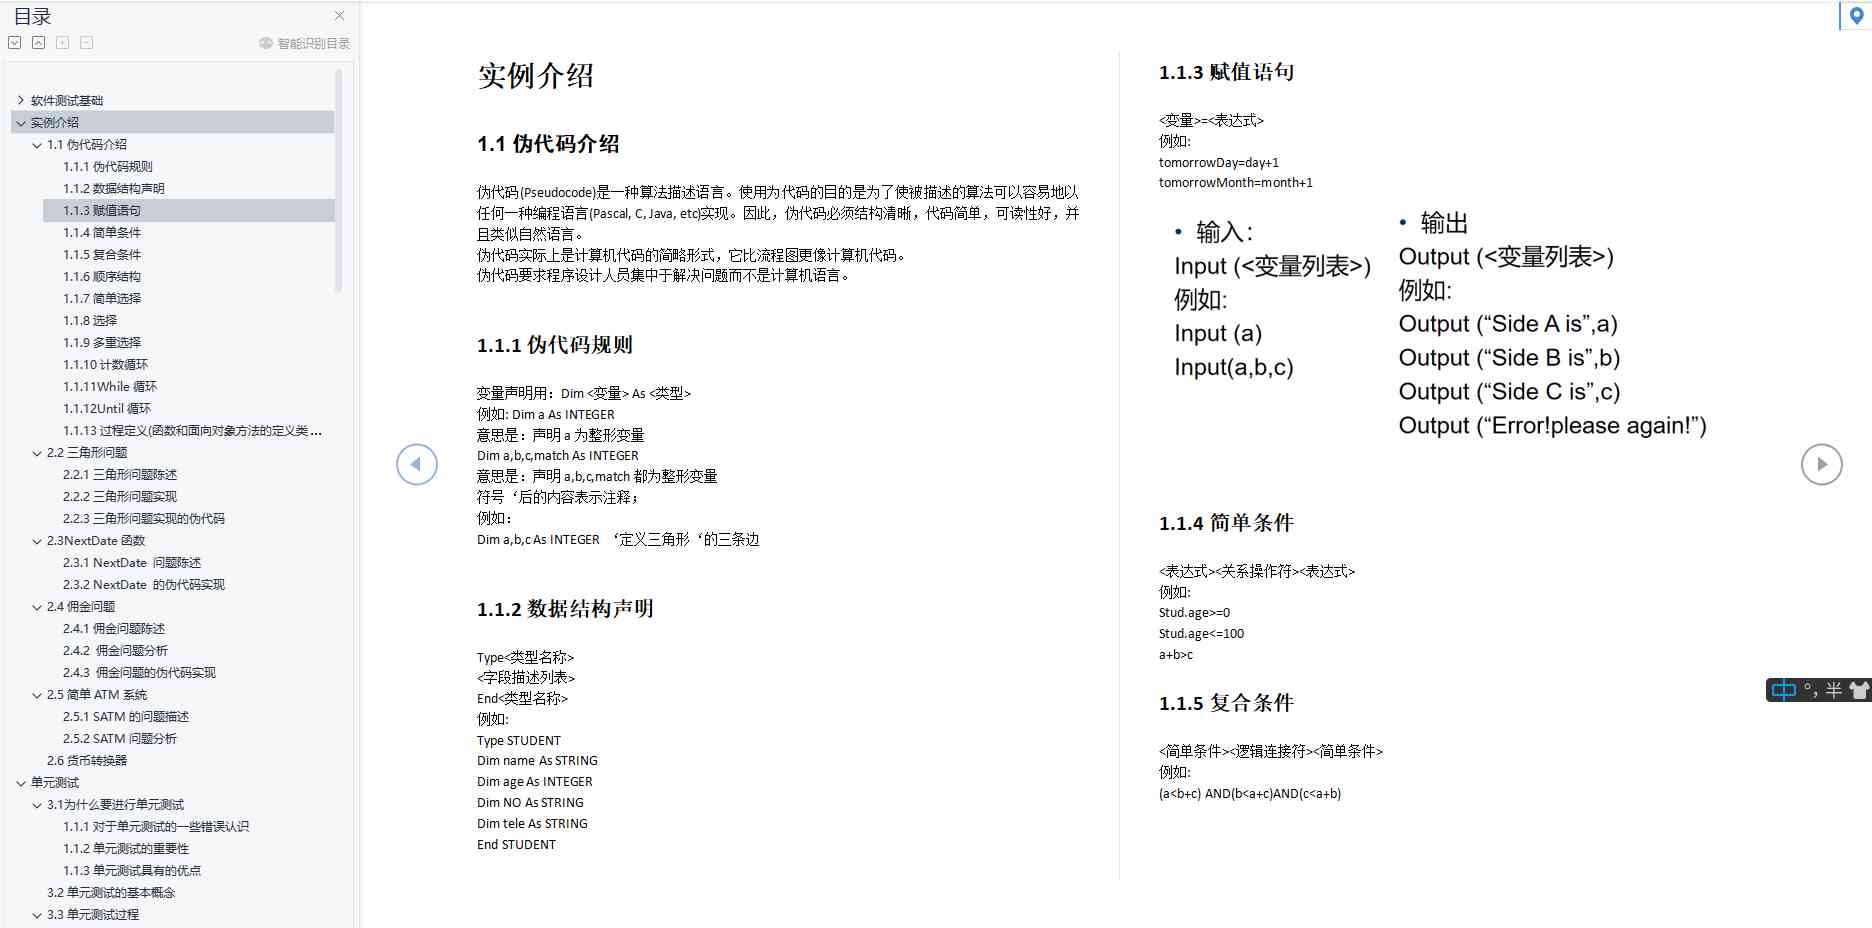 目录
智能识别目录
软件测试基础
实例介绍
1.1 伪代码介绍
1.1.1 伪代码规则
1.1.2 数据结构声明
1.1.3 赋值语句
1.1.4 简单条件
1.1.5 复合条件
1.1.6 顺序结构
1.1.7 简单选择
1.1.8 选择
1.1.9 多重选择
1.1.10 计数循环
1.1.11While 循环
1.1.12Until 循环
1.1.13 过程定义(函数和面向对象方法的定义类 ...
2.2 三角形问题
2.2.1 三角形问题陈述
2.2.2 三角形问题实现
2.2.3 三角形问题实现的伪代码
2.3NextDate 函数
2.3.1 NextDate 问题陈述
2.3.2 NextDate 的伪代码实现
2.4 佣金问题
2.4.1 佣金问题陈述
2.4.2 佣金问题分析
2.4.3 佣金问题的伪代码实现
2.5 简单 ATM 系统
2.5.1 SATM 的问题描述
2.5.2 SATM 问题分析
2.6 货币转换器
单元测试
3.1为什么要进行单元测试
1.1.1 对于单元测试的一些错误认识
1.1.2 单元测试的重要性
1.1.3 单元测试具有的优点
3.2 单元测试的基本概念
3.3 单元测试过程
实例介绍
1.1 伪代码介绍
伪代码(Pseudocode)是一种算法描述语言。使用为代码的目的是为了使被描述的算法可以容易地以
任何一种编程语言(Pascal, C, Java, etc)实现。因此，伪代码必须结构清晰，代码简单，可读性好，并
且类似自然语言。
伪代码实际上是计算机代码的简略形式，它比流程图更像计算机代码。
伪代码要求程序设计人员集中于解决问题而不是计算机语言。
1.1.1 伪代码规则
变量声明用：Dim <变量> As <类型>
例如: Dim a As INTEGER
意思是：声明 a 为整形变量
Dim a,b,c,match As INTEGER
意思是：声明 a,b,c,match 都为整形变量
符号‘后的内容表示注释；
例如：
Dim a,b,c As INTEGER ‘定义三角形‘的三条边
1.1.2 数据结构声明
Type<类型名称>
<字段描述列表>
End<类型名称>
例如:
Type STUDENT
Dim name As STRING
Dim age As INTEGER
Dim NO As STRING
Dim tele As STRING
End STUDENT
1.1.3 赋值语句
<变量>=<表达式>
例如:
tomorrowDay=day+1
tomorrowMonth=month+1
• 输入：
Input (<变量列表>)
例如:
Input (a)
Input(a,b,c)
• 输出
Output (<变量列表>)
例如:
Output (“Side A is”,a)
Output (“Side B is”,b)
Output (“Side C is”,c)
Output (“Error!please again!”)
1.1.4 简单条件
<表达式><关系操作符><表达式>
例如:
Stud.age>=0
Stud.age<=100
a+b>c
1.1.5 复合条件
<简单条件><逻辑连接符><简单条件>
例如:
(a<b+c) AND(b<a+c)AND(c<a+b)
中 °, 半